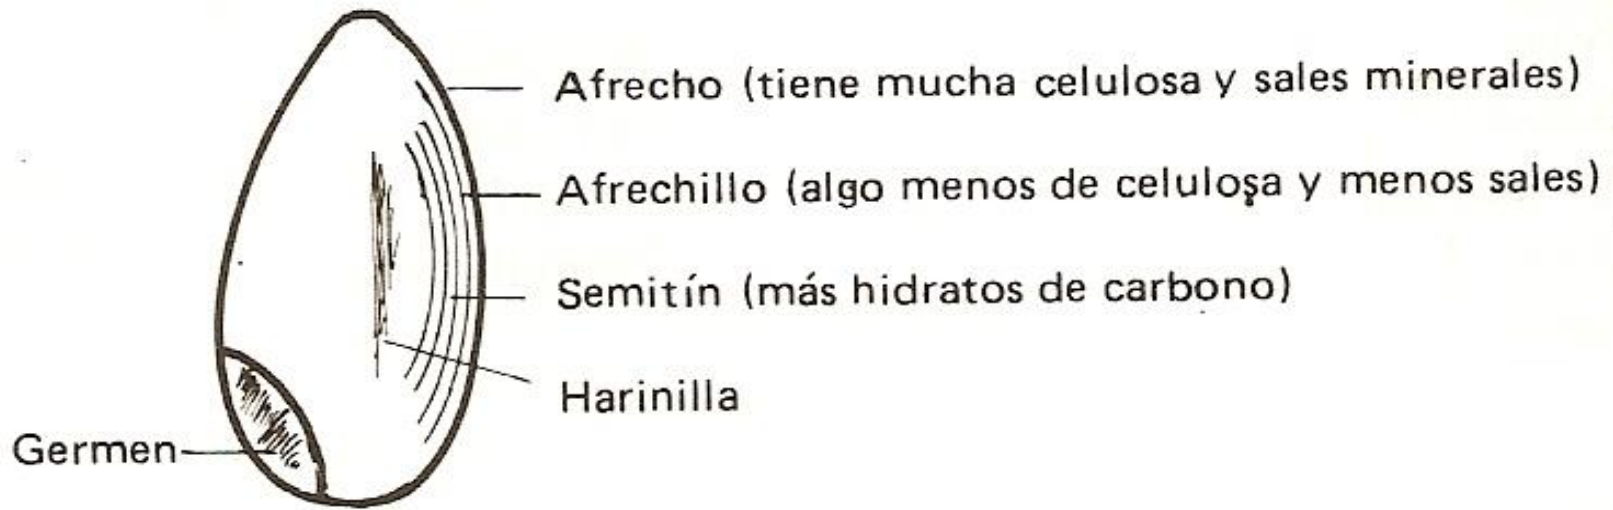 Afrecho (tiene mucha celulosa y sales minerales)
Afrechillo (algo menos de celulosa y menos sales)
Semitín (más hidratos de carbono)
Harinilla
Germen